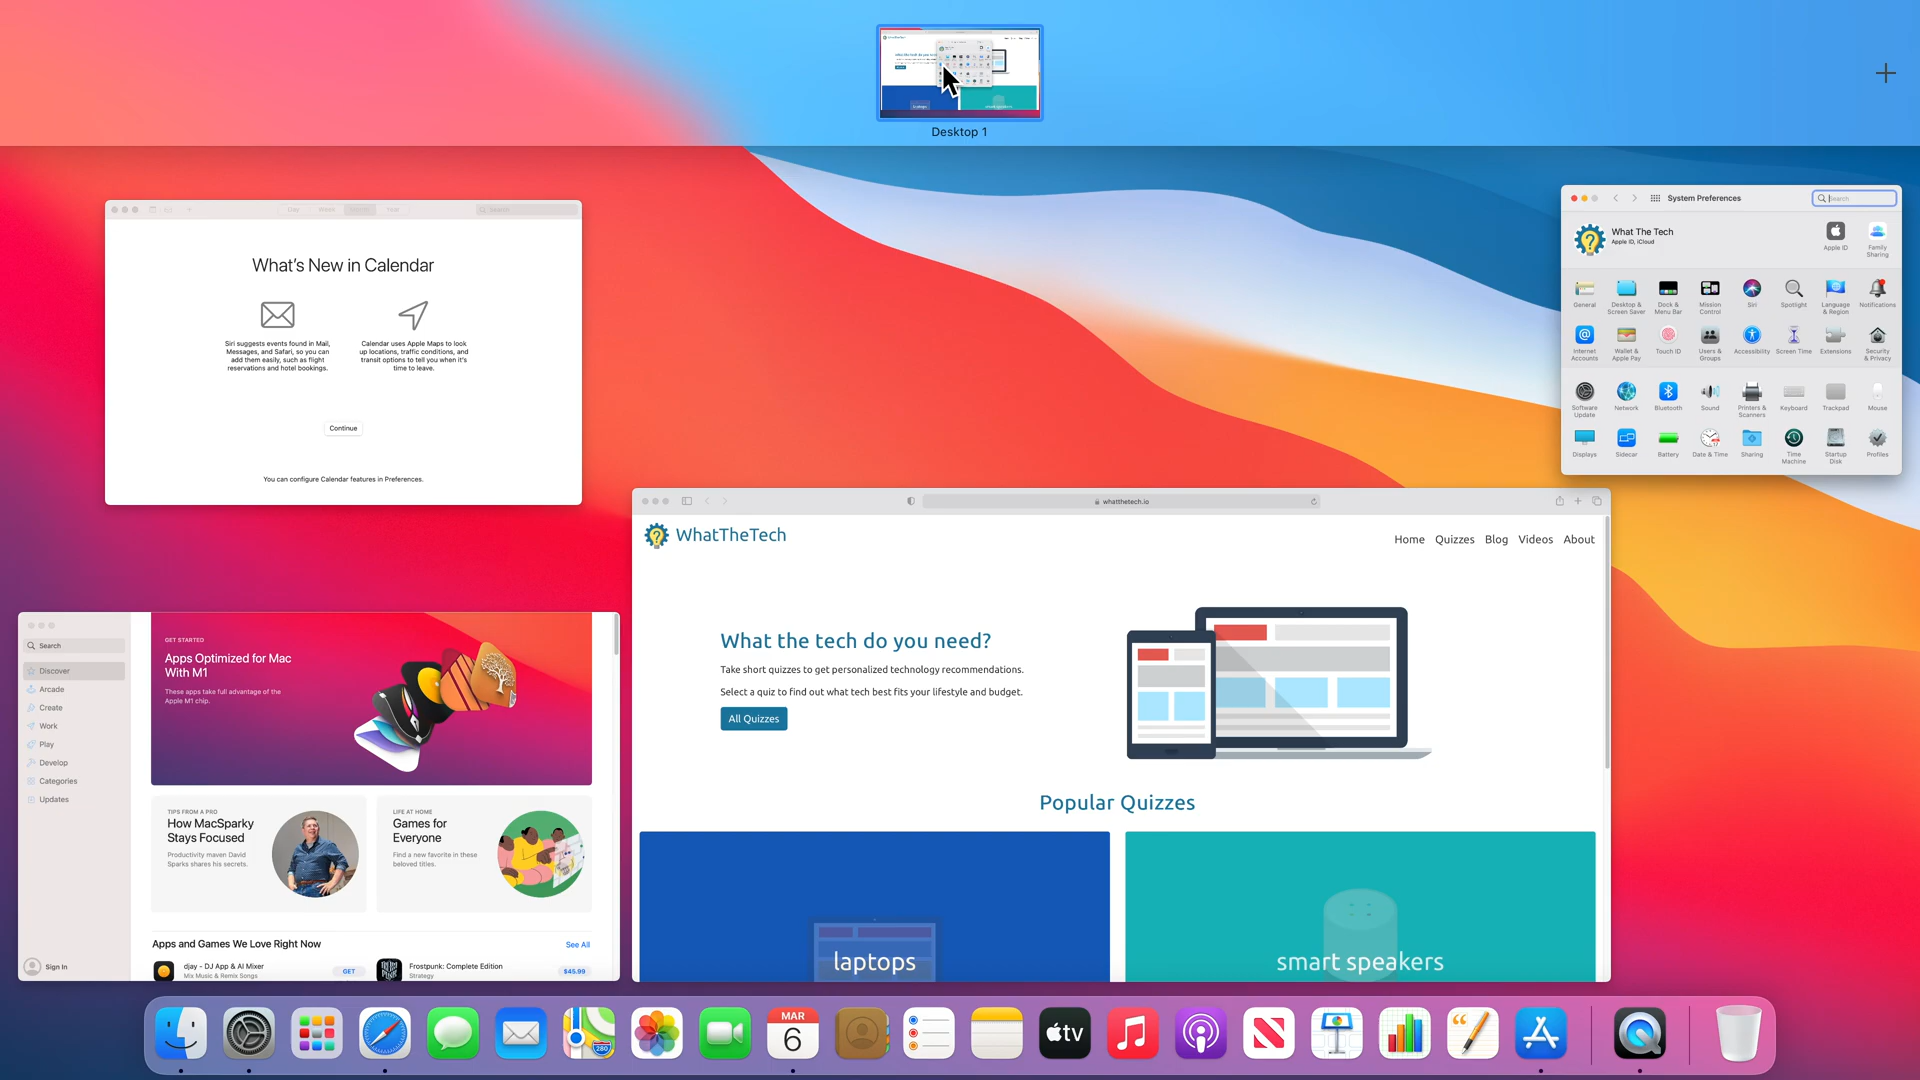 Desktop 1
Day Week Month Year Search
What's New in Calendar
Siri suggests events found in Mail,
Messages, and Safari, so you can
add them easily, such as flight
reservations and hotel bookings.
Calendar uses Apple Maps to look
up locations, traffic conditions, and
transit options to tell you when it's
time to leave.
Continue
You can configure Calendar features in Preferences.
System Preferences
Search
What The Tech
Apple ID, iCloud
Apple ID
Family
Sharing
General
Desktop &
Screen Saver
Dock &
Menu Bar
Mission
Control
Siri
Spotlight
Language
& Region
Notifications
Internet
Accounts
Wallet &
Apple Pay
Touch ID
Users &
Groups
Accessibility
Screen Time
Extensions
Security
& Privacy
Software
Update
Network
Bluetooth
Sound
Printers &
Scanners
Keyboard
Trackpad
Mouse
Displays
Sidecar
Battery
Date & Time
Sharing
Time
Machine
Startup
Disk
Profiles
whatthetech.io
WhatTheTech
Home Quizzes Blog Videos About
What the tech do you need?
Take short quizzes to get personalized technology recommendations.
Select a quiz to find out what tech best fits your lifestyle and budget.
All Quizzes
Popular Quizzes
laptops
smart speakers
Search
Discover
Arcade
Create
Work
Play
Develop
Categories
Updates
Sign In
GET STARTED
Apps Optimized for Mac
With M1
These apps take full advantage of the
Apple M1 chip.
TIPS FROM A PRO
How MacSparky
Stays Focused
Productivity maven David
Sparks shares his secrets.
LIFE AT HOME
Games for
Everyone
Find a new favorite in these
beloved titles.
Apps and Games We Love Right Now
See All
djay - DJ App & AI Mixer
Mix Music & Remix Songs
GET
Frostpunk: Complete Edition
Strategy
$45.99
280
MAR
6
tv